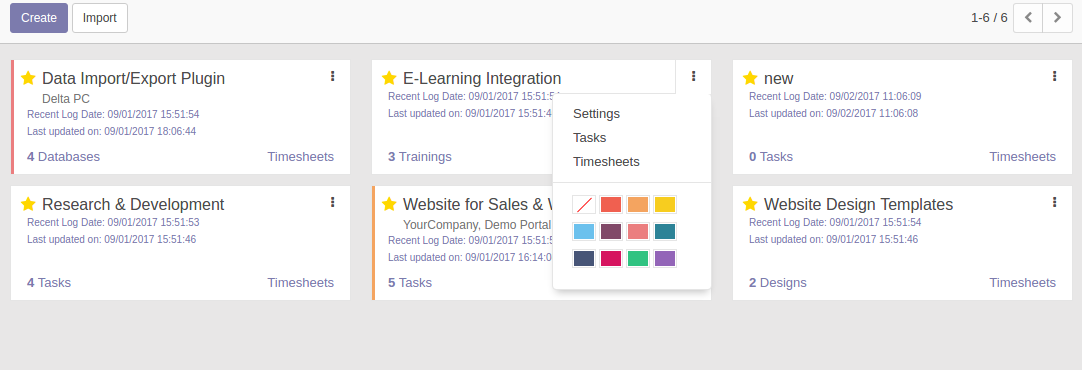 Create Import 1-6 / 6
Data Import/Export Plugin
Delta PC
Recent Log Date: 09/01/2017 15:51:54
Last updated on: 09/01/2017 18:06:44
4 Databases Timesheets
E-Learning Integration
Recent Log Date: 09/01/2017 15:51:5
Last updated on: 09/01/2017 15:51:4
3 Trainings
Settings
Tasks
Timesheets
new
Recent Log Date: 09/02/2017 11:06:09
Last updated on: 09/02/2017 11:06:08
0 Tasks Timesheets
Research & Development
Recent Log Date: 09/01/2017 15:51:53
Last updated on: 09/01/2017 15:51:46
4 Tasks Timesheets
Website for Sales &
YourCompany, Demo Portal
Recent Log Date: 09/01/2017 15:51:5
Last updated on: 09/01/2017 16:14:0
5 Tasks
Website Design Templates
Recent Log Date: 09/01/2017 15:51:54
Last updated on: 09/01/2017 15:51:46
2 Designs Timesheets